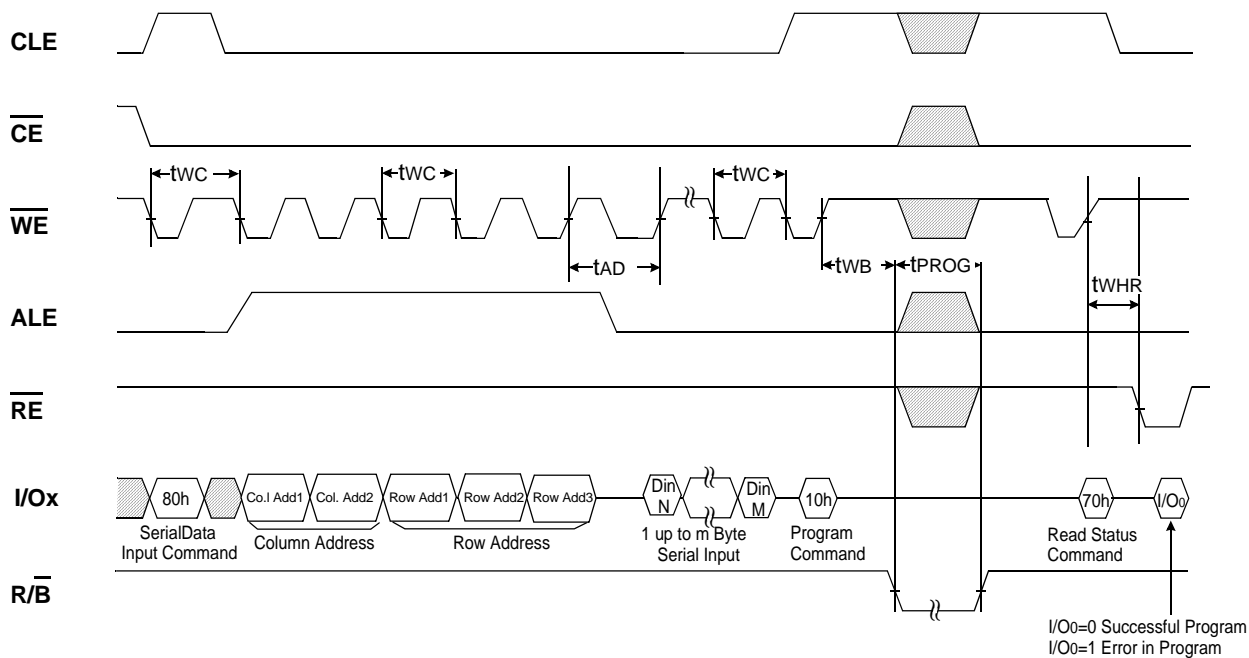 CLE
CE
tWC
tWC
tWC
WE
tAD
tWB
tPROG
tWHR
ALE
RE
I/Ox
80h
Co.l Add1
Col. Add2
Row Add1
Row Add2
Row Add3
Din
N
Din
M
10h
70h
I/O0
SerialData
Input Command
Column Address
Row Address
1 up to m Byte
Serial Input
Program
Command
Read Status
Command
R/B
I/O0=0 Successful Program
I/O0=1 Error in Program